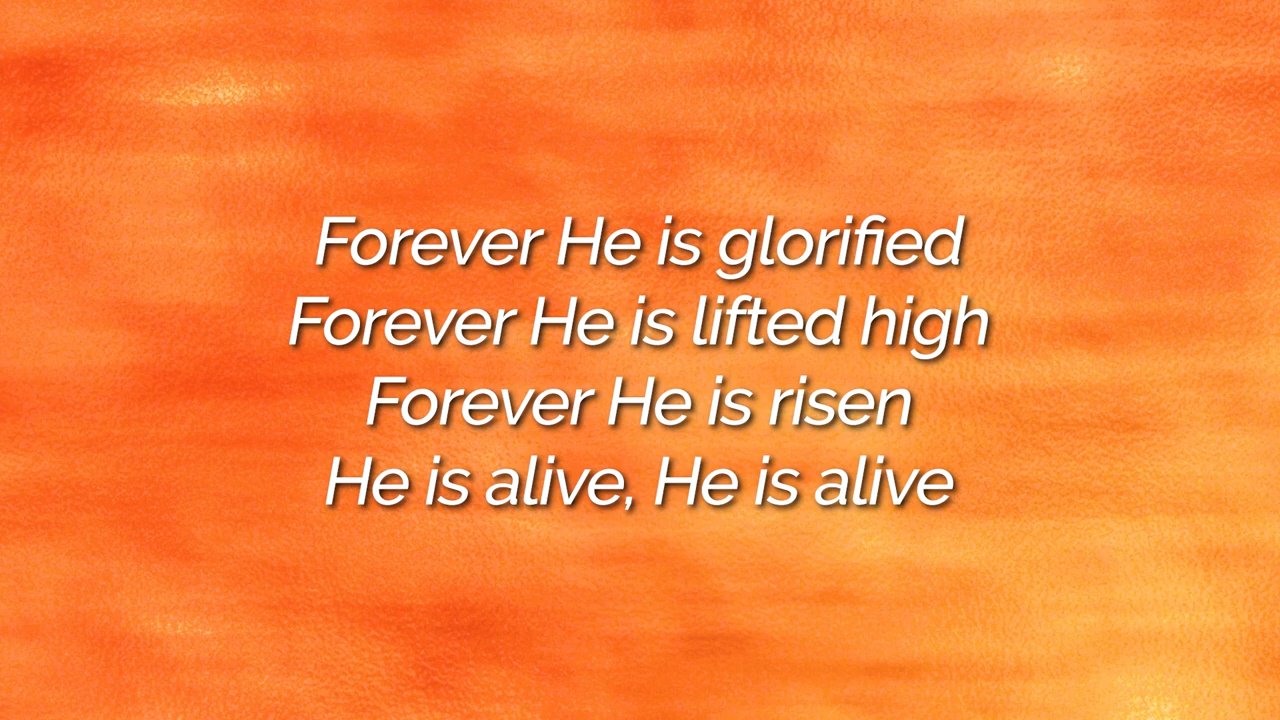 Forever He is glorified
Forever He is lifted high
Forever He is risen
He is alive, He is alive